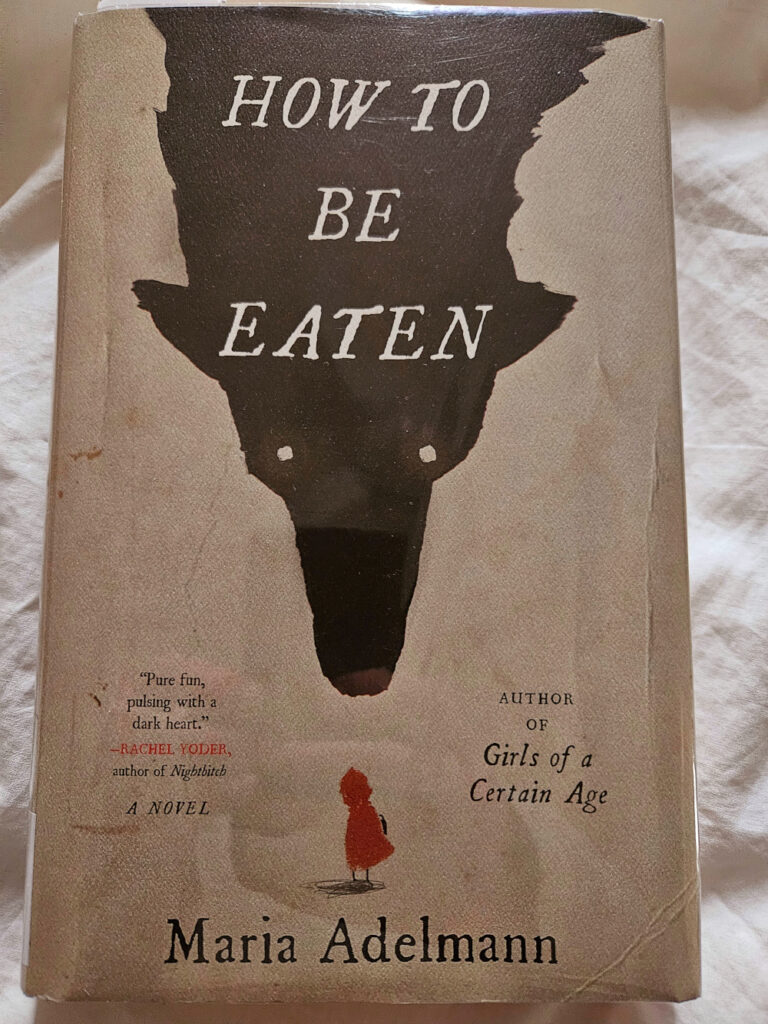 HOW TO
BE
EATEN
"Pure fun,
pulsing with a
dark heart."
—RACHEL YODER,
author of Nightbitch
A NOVEL
AUTHOR
OF
Girls of a
Certain Age
Maria Adelmann